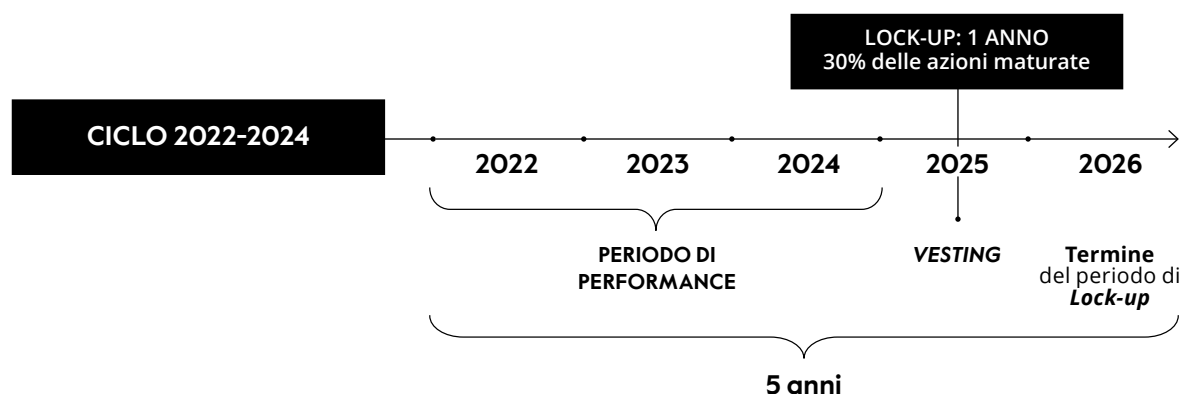 LOCK-UP: 1 ANNO
30% delle azioni maturate
CICLO 2022-2024
2022
2023
2024
2025
2026
PERIODO DI
PERFORMANCE
VESTING
Termine
del periodo di
Lock-up
5 anni